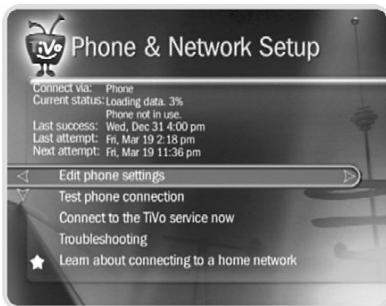 TiVo
Phone & Network Setup
Connect via: Phone
Current status: Loading data. 3%
Phone not in use.
Last success: Wed, Dec 31 4:00 pm
Last attempt: Fri, Mar 19 2:18 pm
Next attempt: Fri, Mar 19 11:36 pm
Edit phone settings
Test phone connection
Connect to the TiVo service now
Troubleshooting
Learn about connecting to a home network